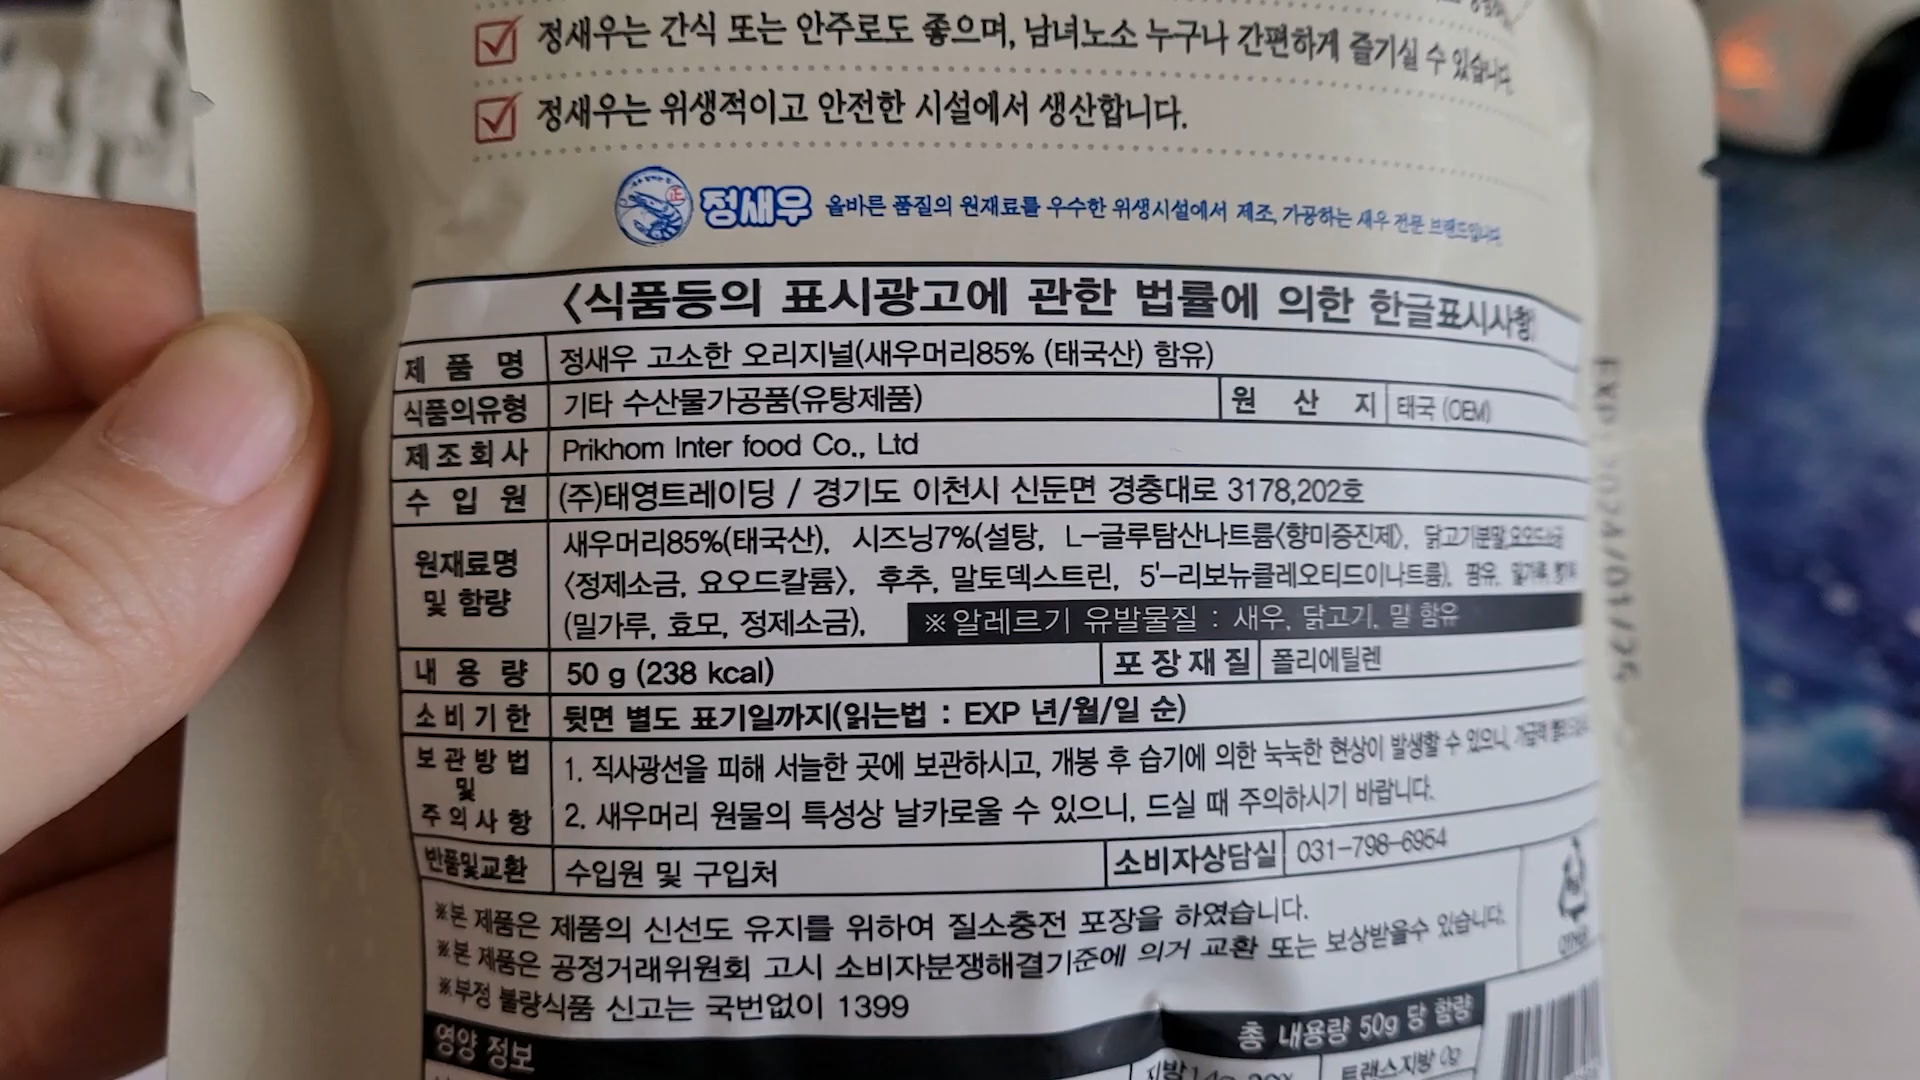 정새우는 간식 또는 안주로도 좋으며, 남녀노소 누구나 간편하게 즐기실 수 있습니다.
정새우는 위생적이고 안전한 시설에서 생산합니다.
정새우 올바른 품질의 원재료를 우수한 위생시설에서 제조, 가공하는 새우 전문 브랜드입니다.
<식품등의 표시광고에 관한 법률에 의한 한글표시사항
제품명 정새우 고소한 오리지널(새우머리85% (태국산) 함유)
식품의유형 기타 수산물가공품(유탕제품) 원산지 태국 (OEM)
제조회사 Prikhom Inter food Co., Ltd
수입원 (주)태영트레이딩 / 경기도 이천시 신둔면 경충대로 3178,202호
원재료명 및 함량
새우머리85%(태국산), 시즈닝7%(설탕, L-글루탐산나트륨<향미증진제>, 닭고기분말,요오드소금
<정제소금, 요오드칼륨>, 후추, 말토덱스트린, 5'-리보뉴클레오티드이나트륨), 팜유, 밀가루,
(밀가루, 효모, 정제소금), ※알레르기 유발물질 : 새우, 닭고기, 밀 함유
내용량 50 g (238 kcal) 포장재질 폴리에틸렌
소비기한 뒷면 별도 표기일까지(읽는법 : EXP 년/월/일 순)
보관방법 및 주의사항
1. 직사광선을 피해 서늘한 곳에 보관하시고, 개봉 후 습기에 의한 눅눅한 현상이 발생할 수 있으니, 가급적
2. 새우머리 원물의 특성상 날카로울 수 있으니, 드실 때 주의하시기 바랍니다.
반품및교환 수입원 및 구입처 소비자상담실 031-798-6954
※본 제품은 제품의 신선도 유지를 위하여 질소충전 포장을 하였습니다.
※본 제품은 공정거래위원회 고시 소비자분쟁해결기준에 의거 교환 또는 보상받을수 있습니다.
※부정 불량식품 신고는 국번없이 1399
영양 정보 총 내용량 50g 당 함량
트랜스지방 0g
EXP : 2024/01/25